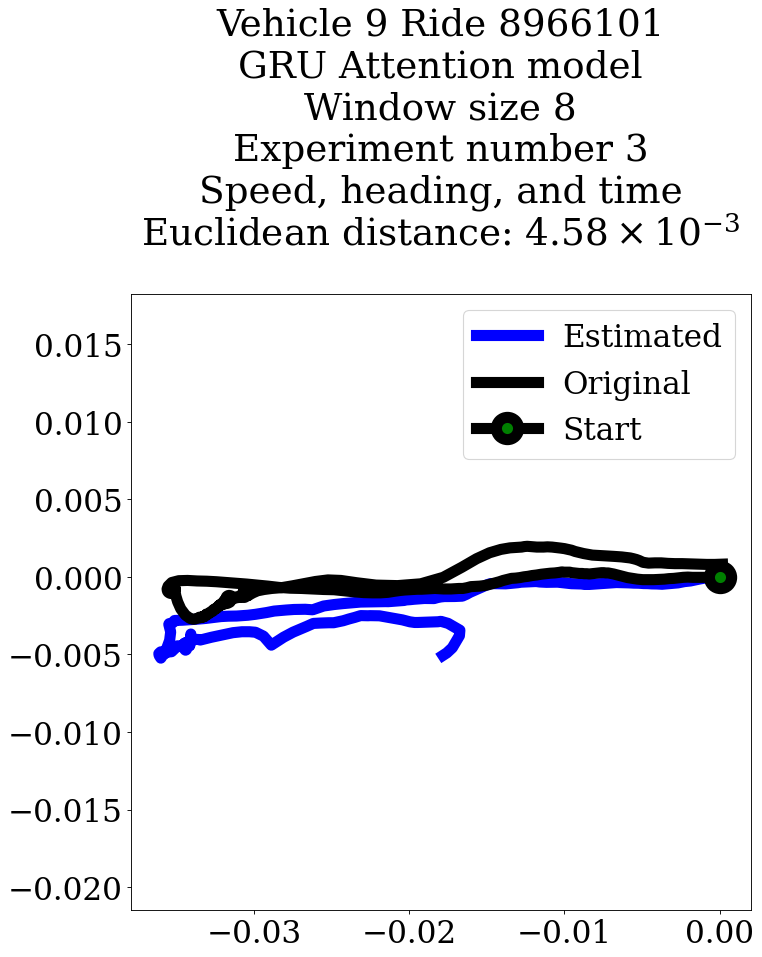 Vehicle 9 Ride 8966101
GRU Attention model
Window size 8
Experiment number 3
Speed, heading, and time
Euclidean distance: 4.58 × 10⁻³
Estimated
Original
Start
0.015
0.010
0.005
0.000
−0.005
−0.010
−0.015
−0.020
−0.03
−0.02
−0.01
0.00